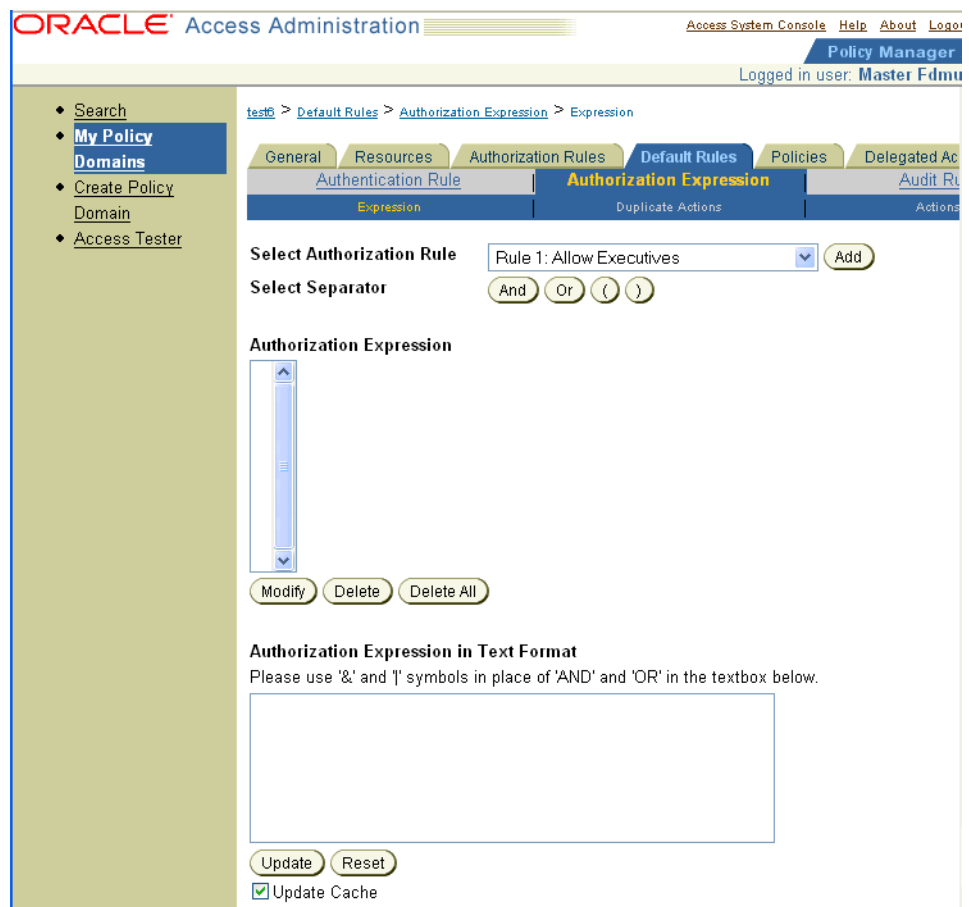 ORACLE Access Administration
Access System Console Help About
Policy Manager
Logged in user: Master
Search
My Policy Domains
Create Policy Domain
Access Tester
test6 > Default Rules > Authorization Expression > Expression
General Resources Authorization Rules Default Rules Policies Delegated
Authentication Rule Authorization Expression Audit
Expression Duplicate Actions Actions
Select Authorization Rule Rule 1: Allow Executives Add
Select Separator And Or ( )
Authorization Expression
Modify Delete Delete All
Authorization Expression in Text Format
Please use '&' and '|' symbols in place of 'AND' and 'OR' in the textbox below.
Update Reset
Update Cache